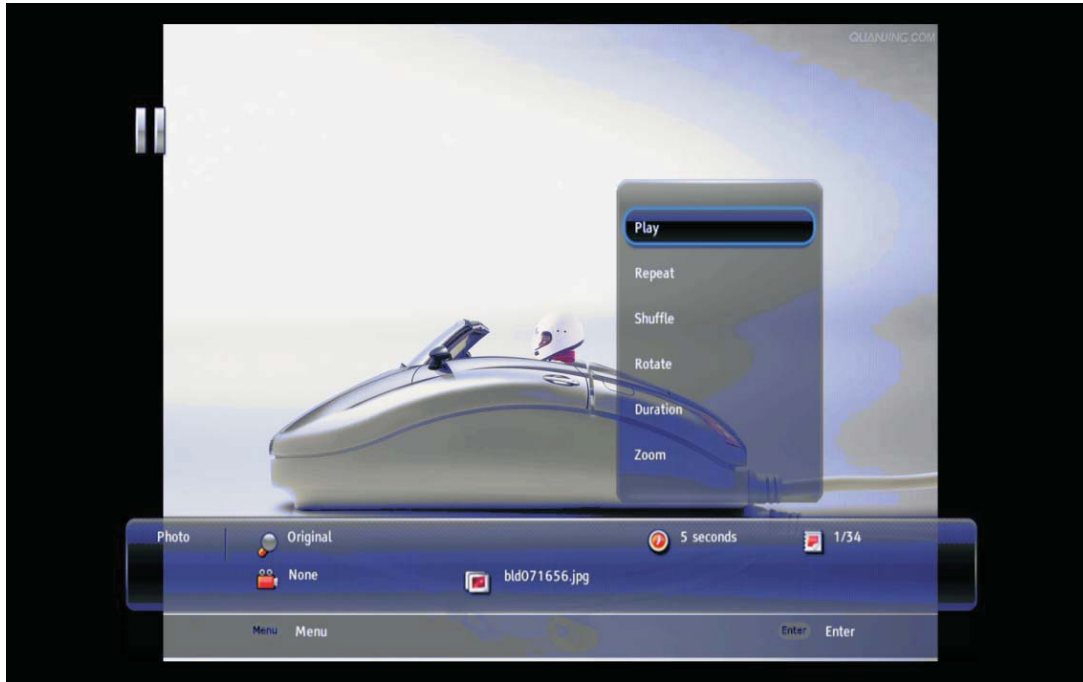 QUANJING.COM
Play
Repeat
Shuffle
Rotate
Duration
Zoom
Photo
Original
5 seconds
1/34
None
bld071656.jpg
Menu Menu
Enter Enter